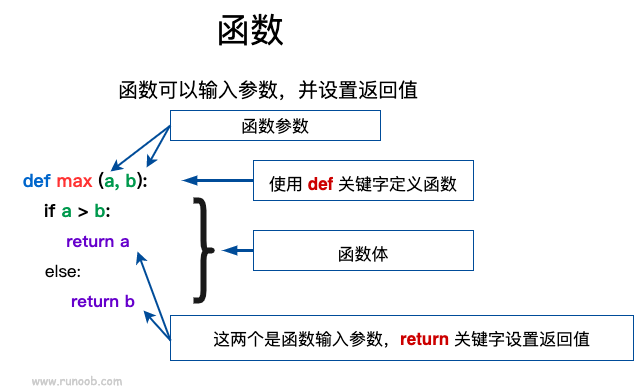 函数
函数可以输入参数，并设置返回值
函数参数
def max (a, b):
使用 def 关键字定义函数
if a > b:
return a
函数体
else:
return b
这两个是函数输入参数，return 关键字设置返回值
www.runoob.com